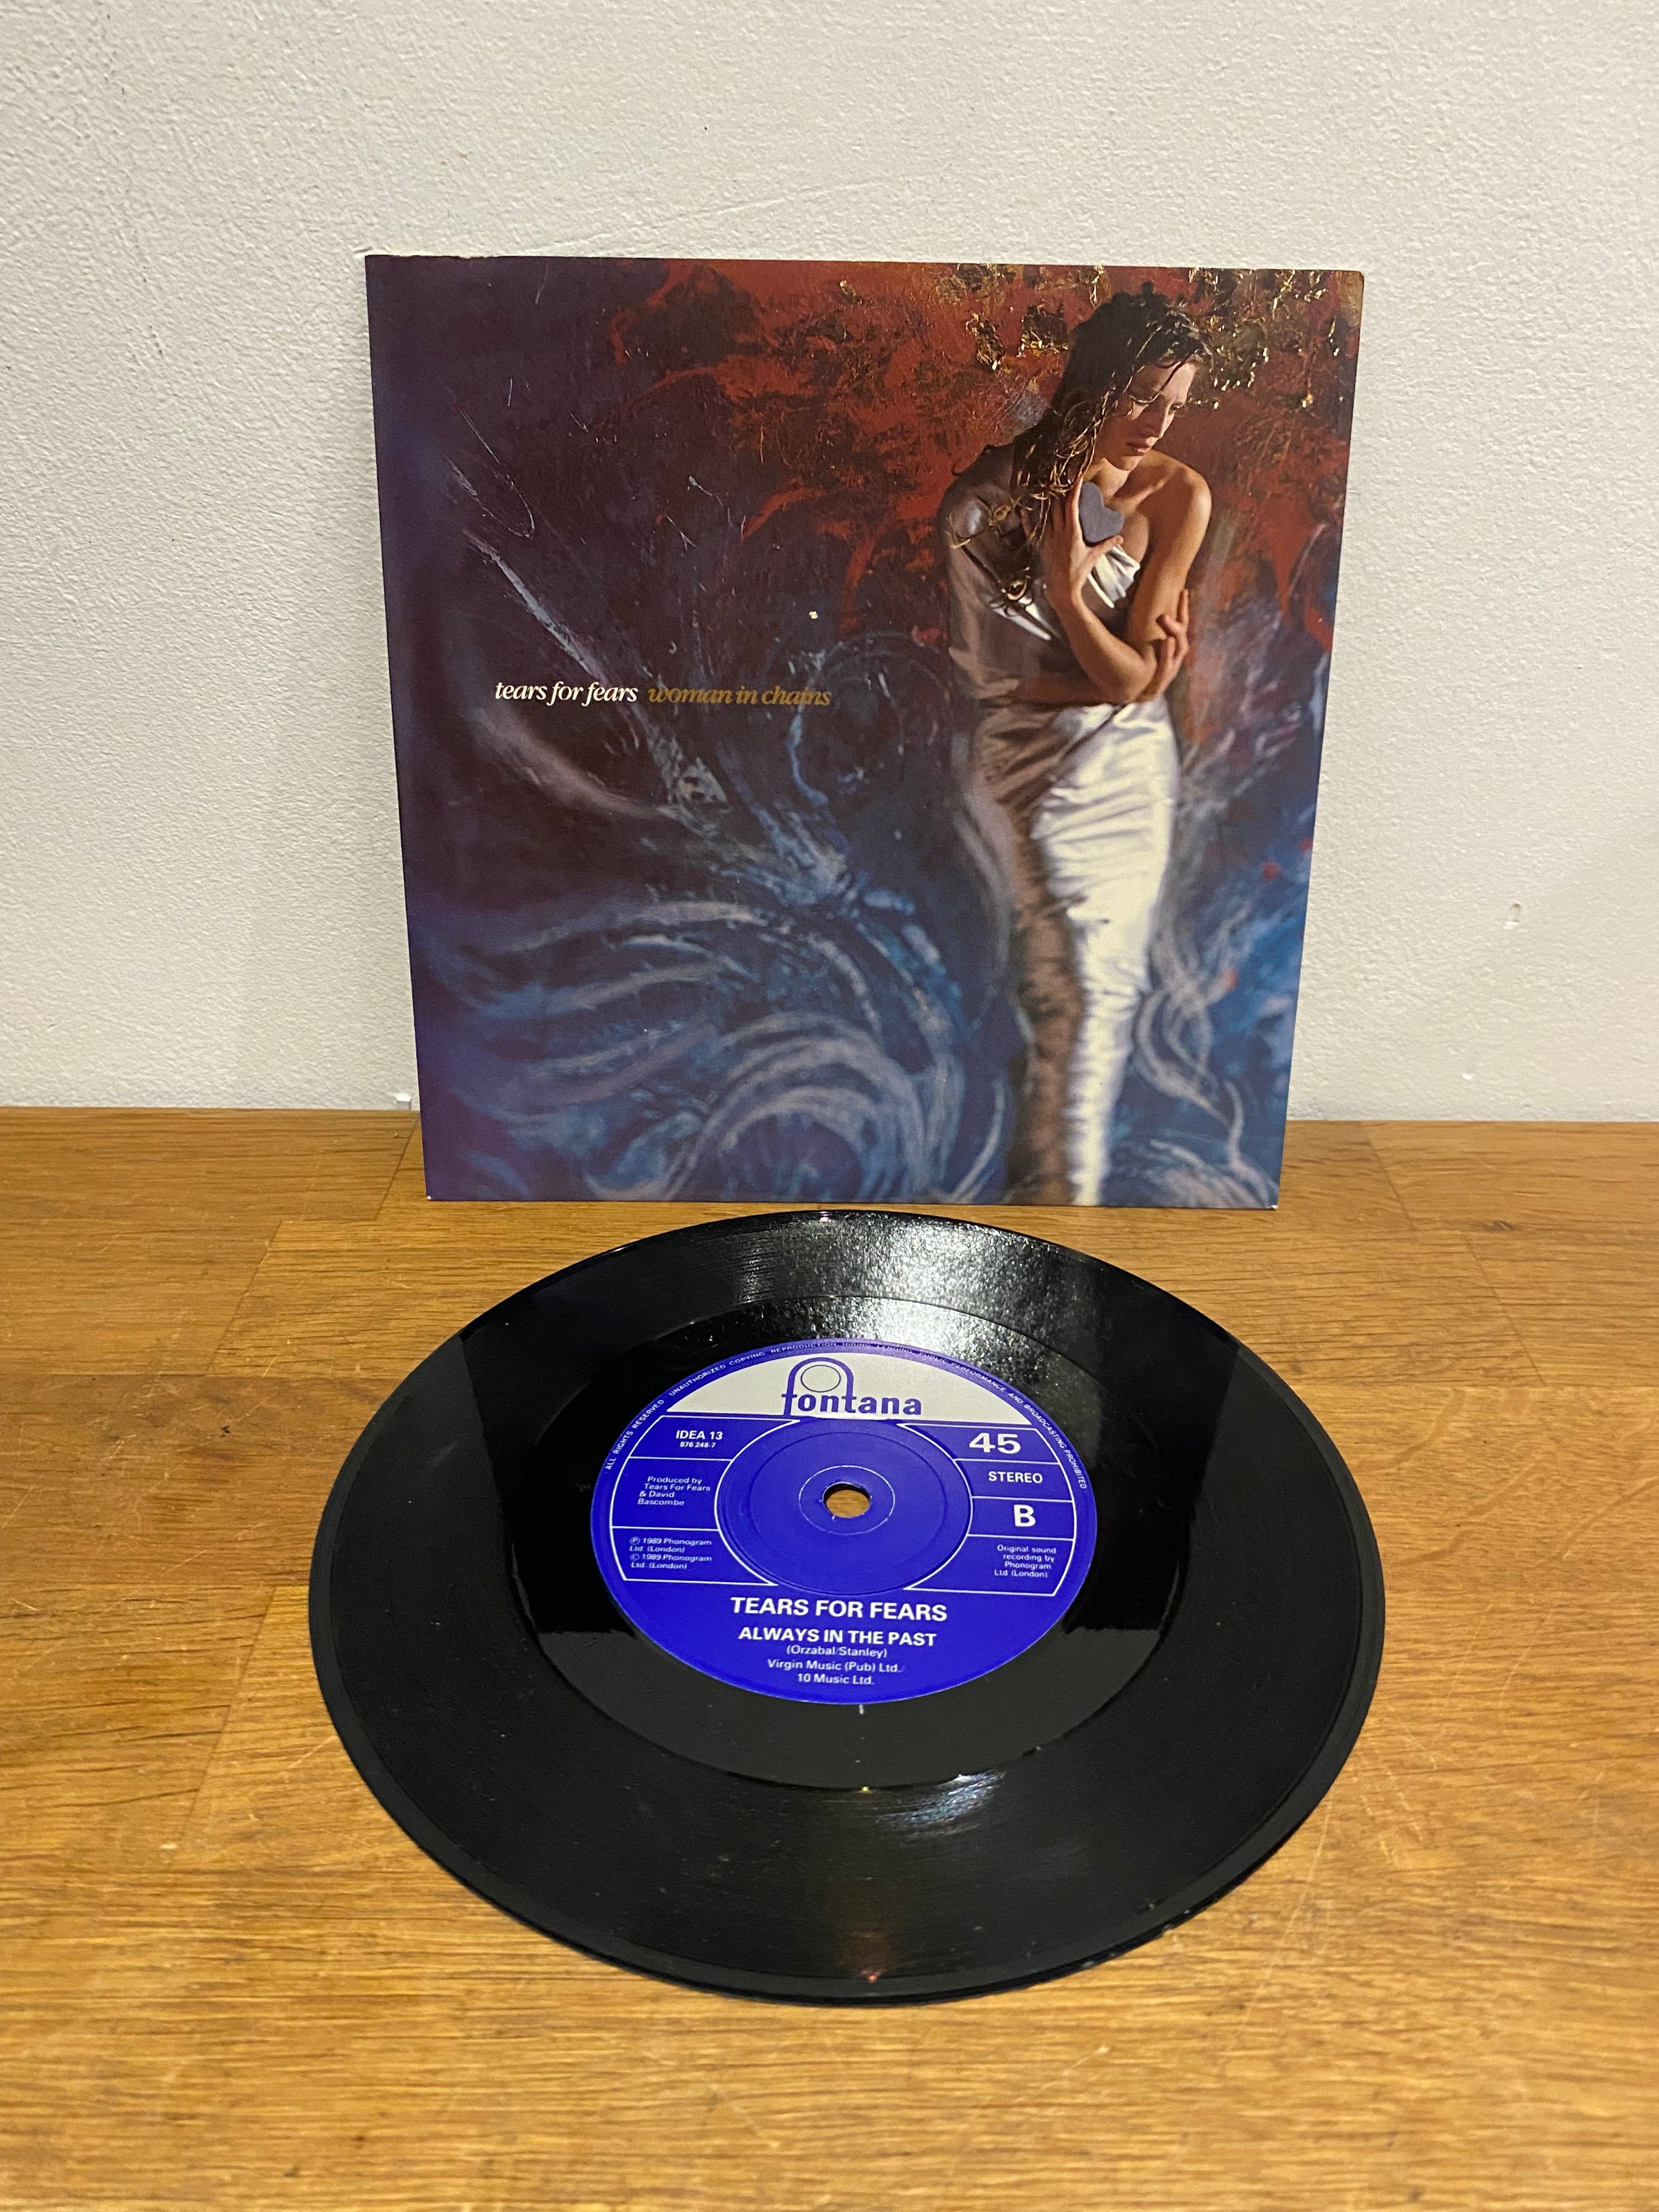 tears for fears woman in chains
ALL RIGHTS RESERVED. UNAUTHORIZED COPYING, REPRODUCTION, HIRING, LENDING, PUBLIC PERFORMANCE AND BROADCASTING PROHIBITED
fontana
IDEA 13
876 248-7
45
STEREO
B
Produced by
Tears For Fears
& David
Bascombe
Ⓟ 1989 Phonogram
Ltd. (London)
© 1989 Phonogram
Ltd. (London)
Original sound
recording by
Phonogram
Ltd (London)
TEARS FOR FEARS
ALWAYS IN THE PAST
(Orzabal/Stanley)
Virgin Music (Pub) Ltd./
10 Music Ltd.